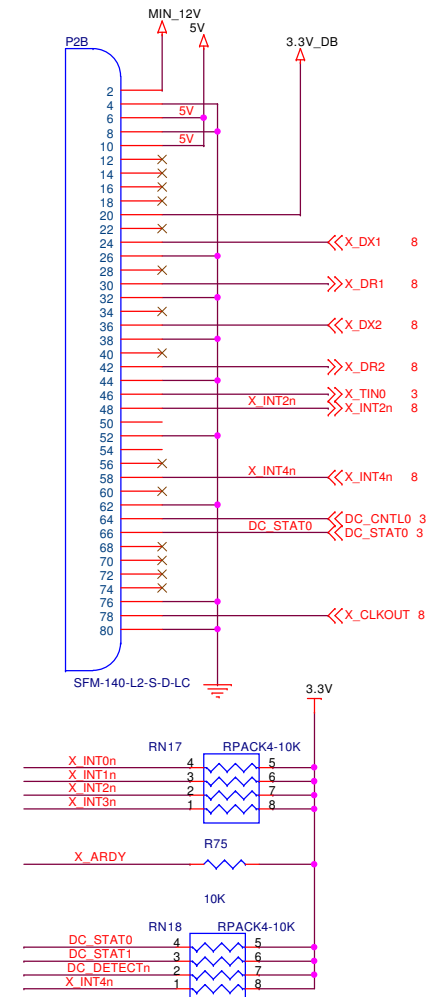 MIN_12V
5V
P2B
3.3V_DB
2
4
6 5V
8
10 5V
12
14
16
18
20
22
24 X_DX1 8
26
28
30 X_DR1 8
32
34
36 X_DX2 8
38
40
42 X_DR2 8
44
46 X_TIN0 3
48 X_INT2n X_INT2n 8
50
52
54
56
58 X_INT4n X_INT4n 8
60
62
64 DC_CNTL0 3
66 DC_STAT0 DC_STAT0 3
68
70
72
74
76
78 X_CLKOUT 8
80
SFM-140-L2-S-D-LC
3.3V
RN17 RPACK4-10K
X_INT0n 4 5
X_INT1n 3 6
X_INT2n 2 7
X_INT3n 1 8
R75
X_ARDY
10K
RN18 RPACK4-10K
DC_STAT0 4 5
DC_STAT1 3 6
DC_DETECTn 2 7
X_INT4n 1 8